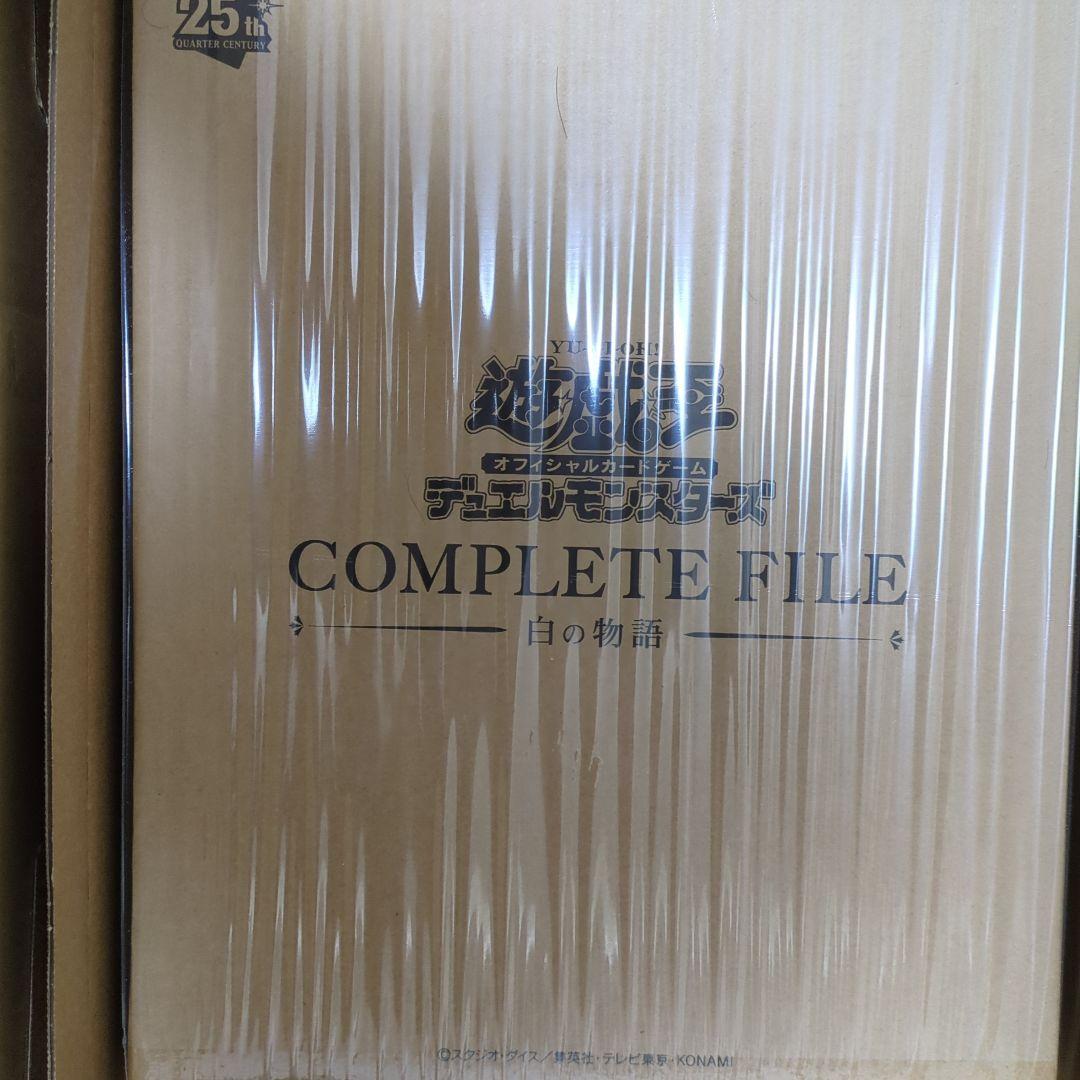 25th
QUARTER CENTURY
YU-GI-OH!
遊戯王
オフィシャルカードゲーム
デュエルモンスターズ
COMPLETE FILE
白の物語
©スタジオ・ダイス/集英社・テレビ東京・KONAMI